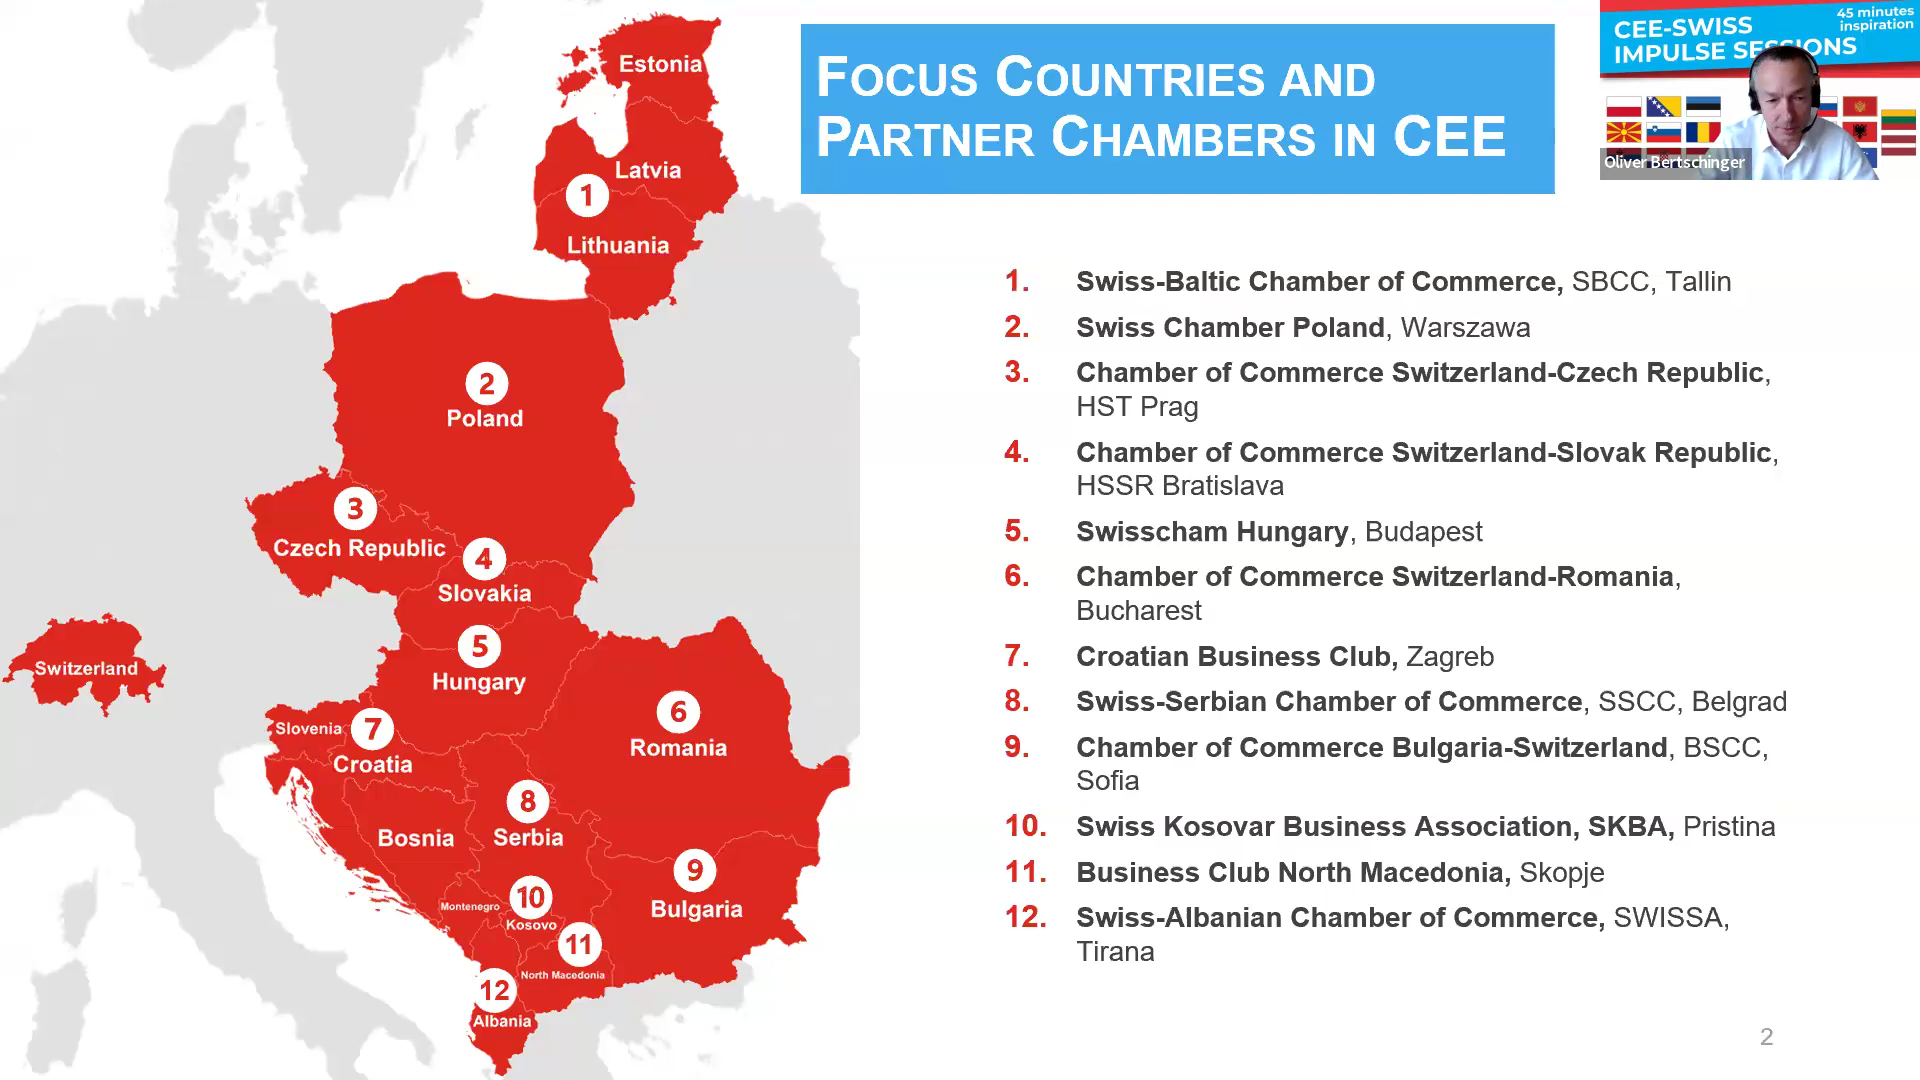 FOCUS COUNTRIES AND
PARTNER CHAMBERS IN CEE
CEE-SWISS
IMPULSE SESSIONS
45 minutes
inspiration
Oliver Bertschinger
Estonia
Latvia
1
Lithuania
2
Poland
3
Czech Republic
4
Slovakia
5
Hungary
Switzerland
6
Romania
Slovenia
7
Croatia
8
Serbia
Bosnia
9
Bulgaria
Montenegro
10
Kosovo
11
North Macedonia
12
Albania
1. Swiss-Baltic Chamber of Commerce, SBCC, Tallin
2. Swiss Chamber Poland, Warszawa
3. Chamber of Commerce Switzerland-Czech Republic,
HST Prag
4. Chamber of Commerce Switzerland-Slovak Republic,
HSSR Bratislava
5. Swisscham Hungary, Budapest
6. Chamber of Commerce Switzerland-Romania,
Bucharest
7. Croatian Business Club, Zagreb
8. Swiss-Serbian Chamber of Commerce, SSCC, Belgrad
9. Chamber of Commerce Bulgaria-Switzerland, BSCC,
Sofia
10. Swiss Kosovar Business Association, SKBA, Pristina
11. Business Club North Macedonia, Skopje
12. Swiss-Albanian Chamber of Commerce, SWISSA,
Tirana
2